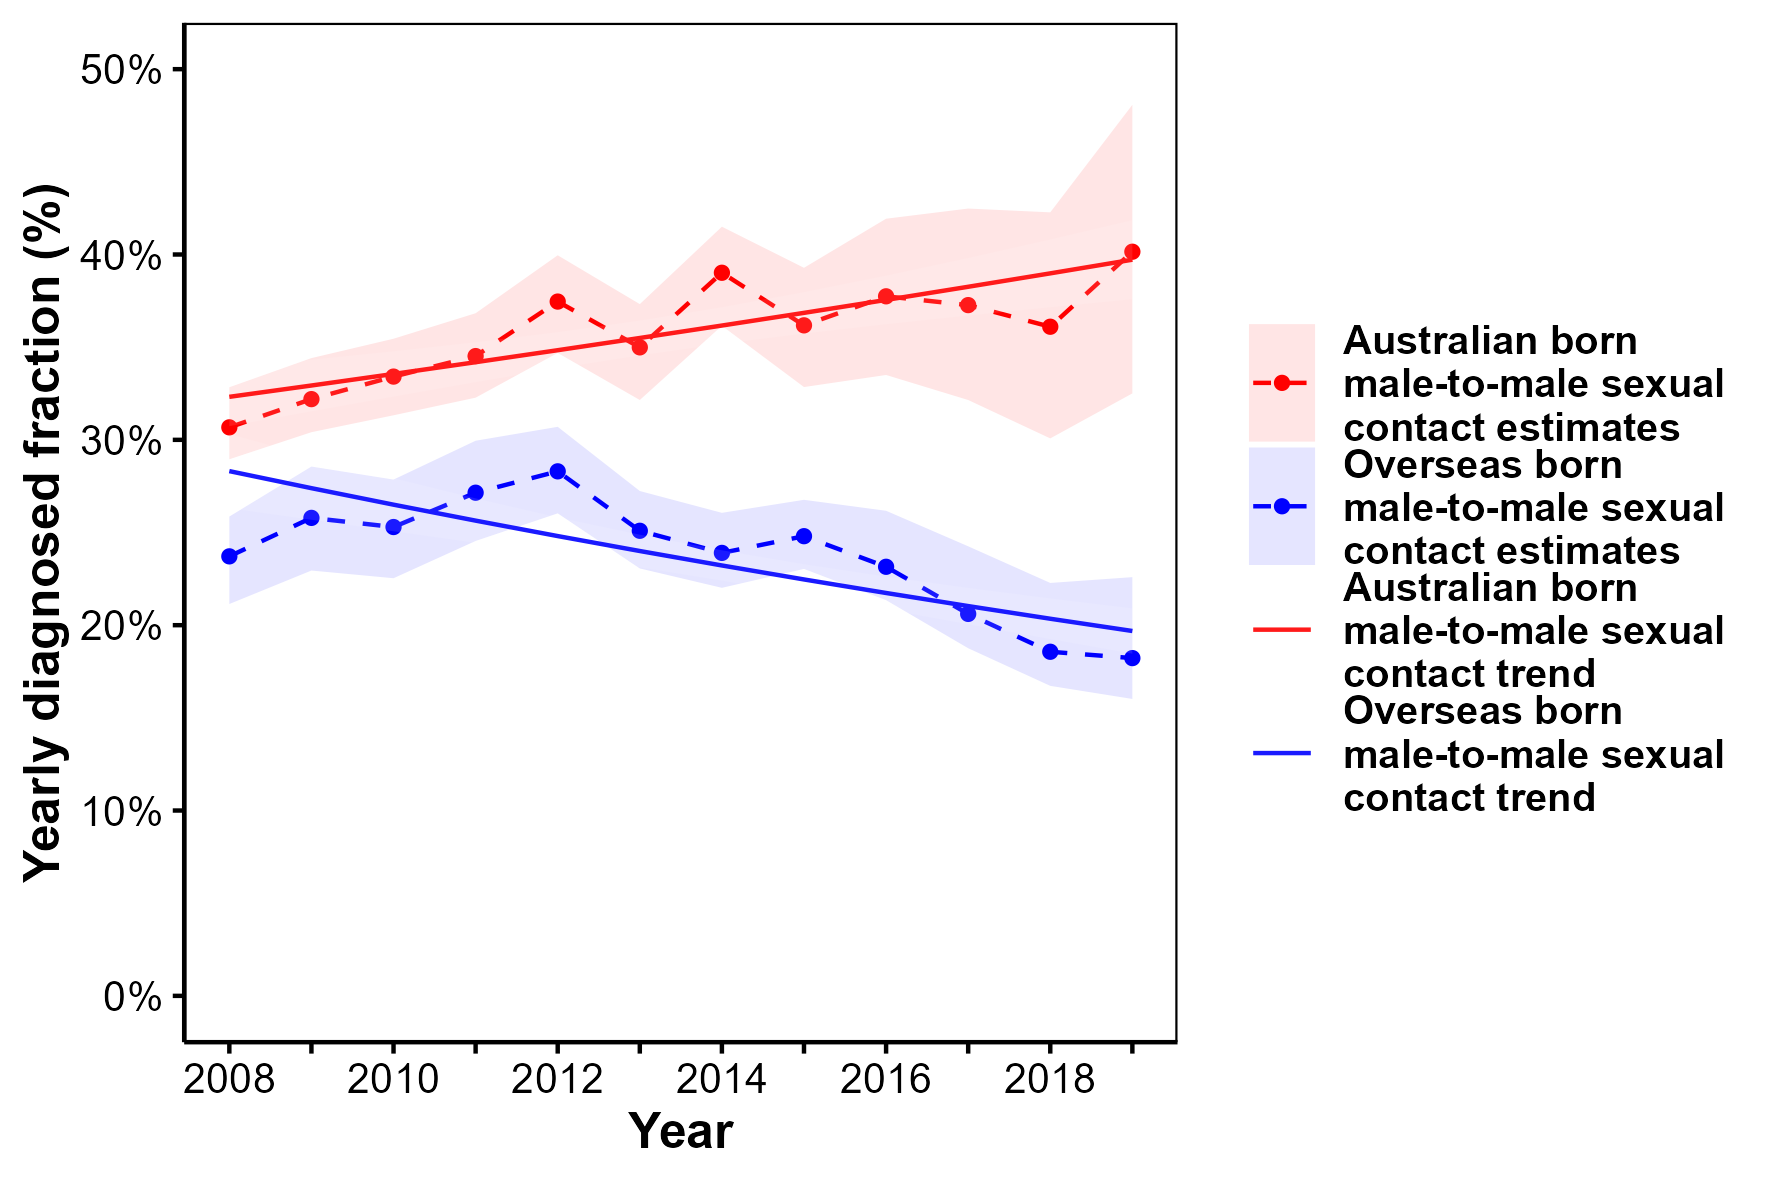 50%
40%
30%
20%
10%
0%
Yearly diagnosed fraction (%)
2008 2010 2012 2014 2016 2018
Year
Australian born
male-to-male sexual
contact estimates
Overseas born
male-to-male sexual
contact estimates
Australian born
male-to-male sexual
contact trend
Overseas born
male-to-male sexual
contact trend